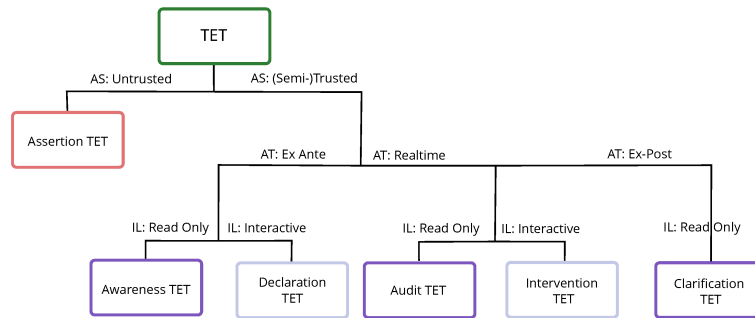 TET
AS: Untrusted
AS: (Semi-)Trusted
Assertion TET
AT: Ex Ante
AT: Realtime
AT: Ex-Post
IL: Read Only
IL: Interactive
IL: Read Only
IL: Interactive
IL: Read Only
Awareness TET
Declaration
TET
Audit TET
Intervention
TET
Clarification
TET